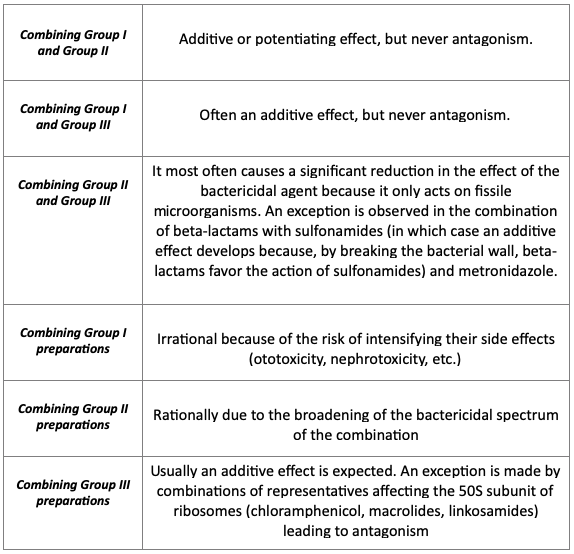 Combining Group I
and Group II
Additive or potentiating effect, but never antagonism.
Combining Group I
and Group III
Often an additive effect, but never antagonism.
Combining Group II
and Group III
It most often causes a significant reduction in the effect of the
bactericidal agent because it only acts on fissile
microorganisms. An exception is observed in the combination
of beta-lactams with sulfonamides (in which case an additive
effect develops because, by breaking the bacterial wall, beta-
lactams favor the action of sulfonamides) and metronidazole.
Combining Group I
preparations
Irrational because of the risk of intensifying their side effects
(ototoxicity, nephrotoxicity, etc.)
Combining Group II
preparations
Rationally due to the broadening of the bactericidal spectrum
of the combination
Combining Group III
preparations
Usually an additive effect is expected. An exception is made by
combinations of representatives affecting the 50S subunit of
ribosomes (chloramphenicol, macrolides, linkosamides)
leading to antagonism